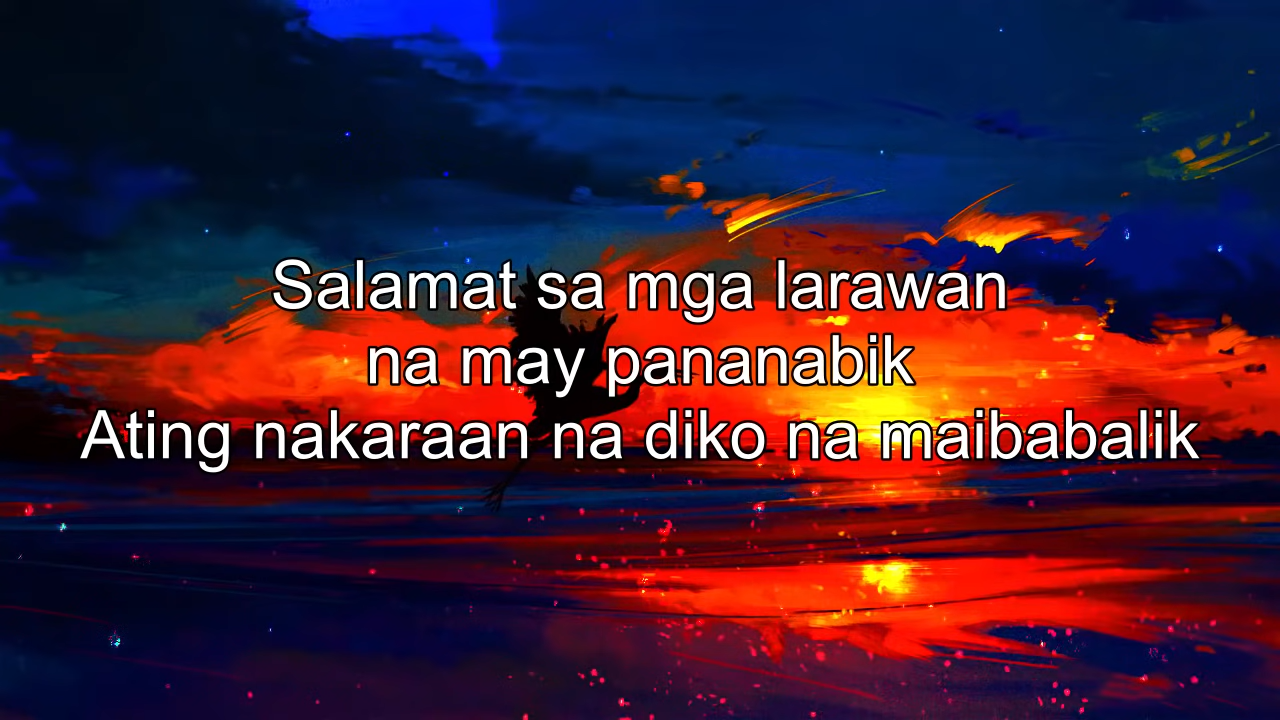 Salamat sa mga larawan
na may pananabik
Ating nakaraan na diko na maibabalik